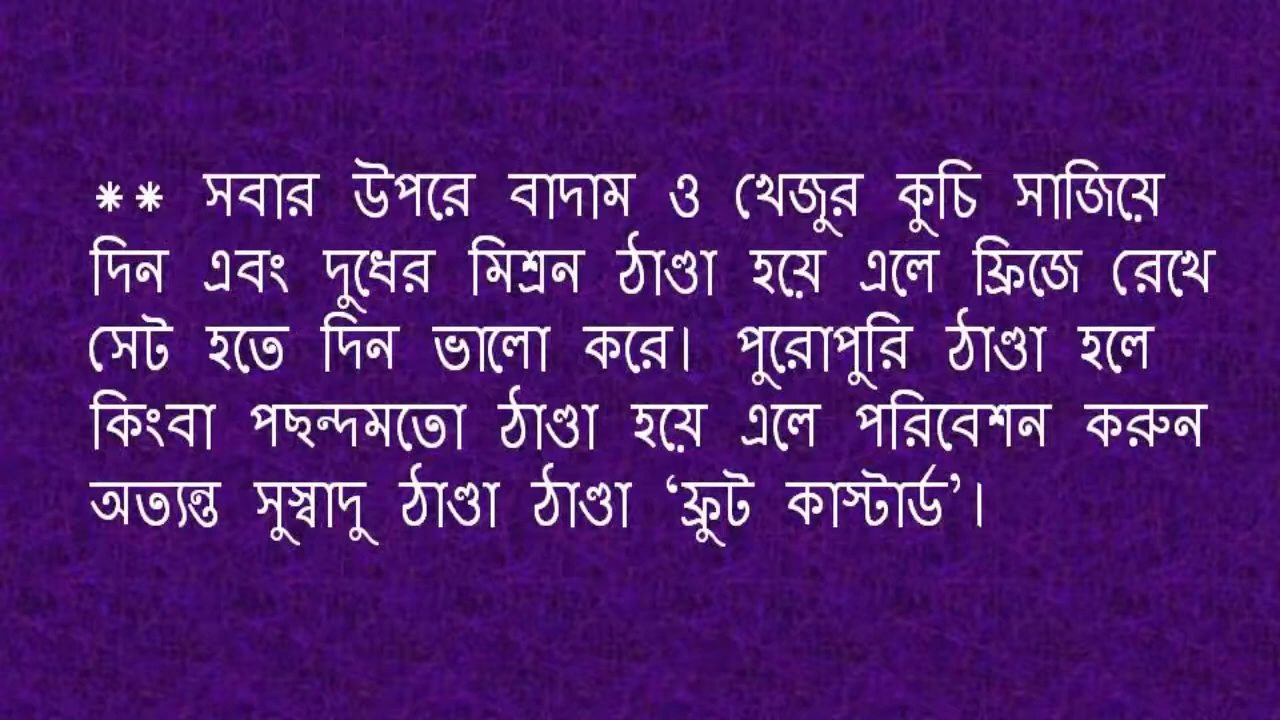 ** সবার উপরে বাদাম ও খেজুর কুচি সাজিয়ে
দিন এবং দুধের মিশ্রন ঠাণ্ডা হয়ে এলে ফ্রিজে রেখে
সেট হতে দিন ভালো করে। পুরোপুরি ঠাণ্ডা হলে
কিংবা পছন্দমতো ঠাণ্ডা হয়ে এলে পরিবেশন করুন
অত্যন্ত সুস্বাদু ঠাণ্ডা ঠাণ্ডা ‘ফ্রুট কাস্টার্ড’।